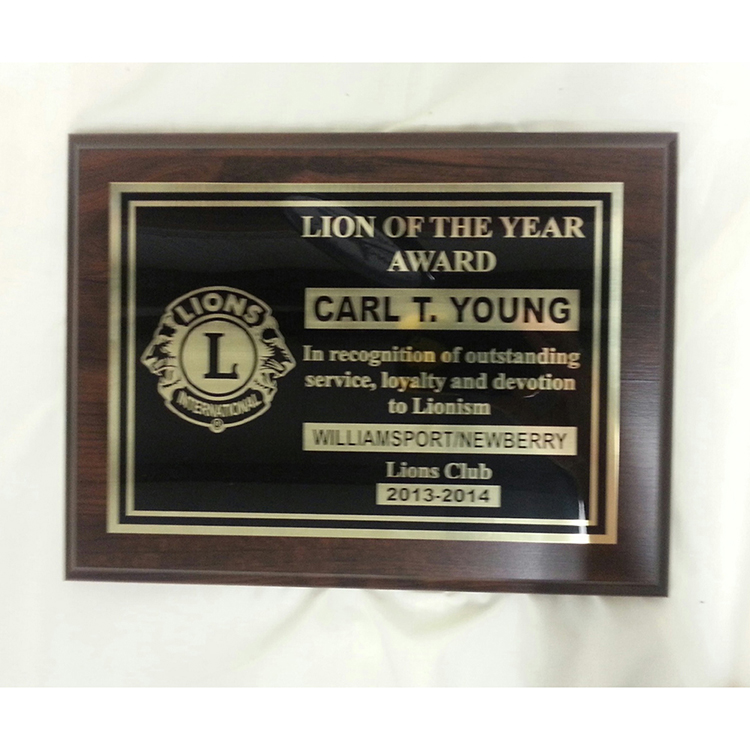 LION OF THE YEAR
AWARD
CARL T. YOUNG
In recognition of outstanding
service, loyalty and devotion
to Lionism
WILLIAMSPORT/NEWBERRY
Lions Club
2013-2014
LIONS
L
INTERNATIONAL
®